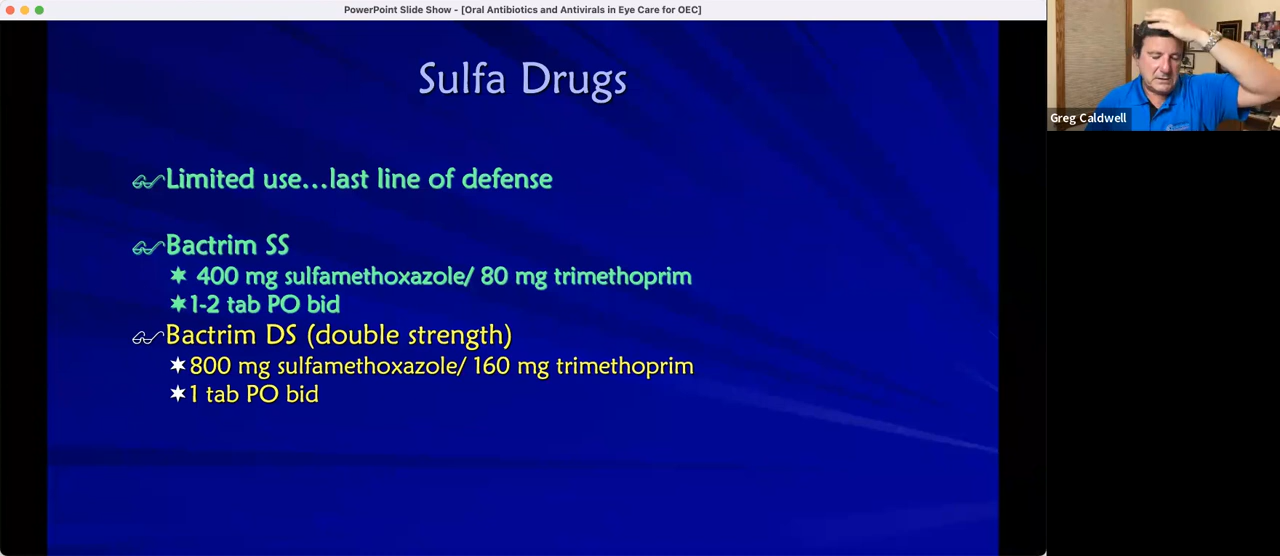 PowerPoint Slide Show - [Oral Antibiotics and Antivirals in Eye Care for OEC]
Sulfa Drugs
Limited use...last line of defense
Bactrim SS
400 mg sulfamethoxazole/ 80 mg trimethoprim
1-2 tab PO bid
Bactrim DS (double strength)
800 mg sulfamethoxazole/ 160 mg trimethoprim
1 tab PO bid
Greg Caldwell